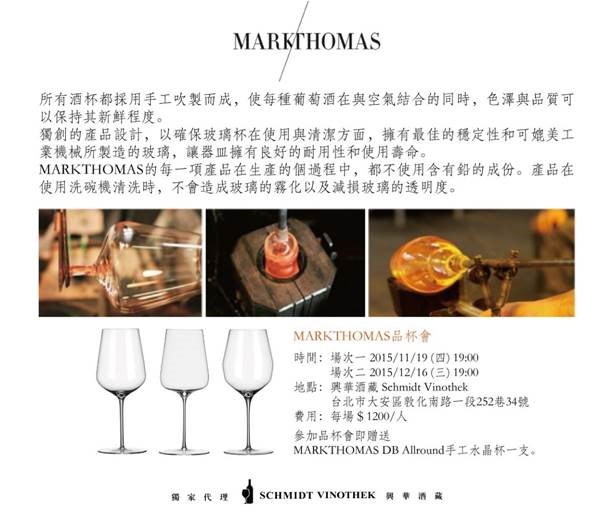 MARKTHOMAS
所有酒杯都採用手工吹製而成，使每種葡萄酒在與空氣結合的同時，色澤與品質可
以保持其新鮮程度。
獨創的產品設計，以確保玻璃杯在使用與清潔方面，擁有最佳的穩定性和可媲美工
業機械所製造的玻璃，讓器皿擁有良好的耐用性和使用壽命。
MARKTHOMAS的每一項產品在生產的個過程中，都不使用含有鉛的成份。產品在
使用洗碗機清洗時，不會造成玻璃的霧化以及減損玻璃的透明度。
MARKTHOMAS品杯會
時間：場次一 2015/11/19 (四) 19:00
場次二 2015/12/16 (三) 19:00
地點：興華酒藏 Schmidt Vinothek
台北市大安區敦化南路一段252巷34號
費用：每場 $ 1200/人
參加品杯會即贈送
MARKTHOMAS DB Allround手工水晶杯一支。
獨家代理 SCHMIDT VINOTHEK 興華酒藏